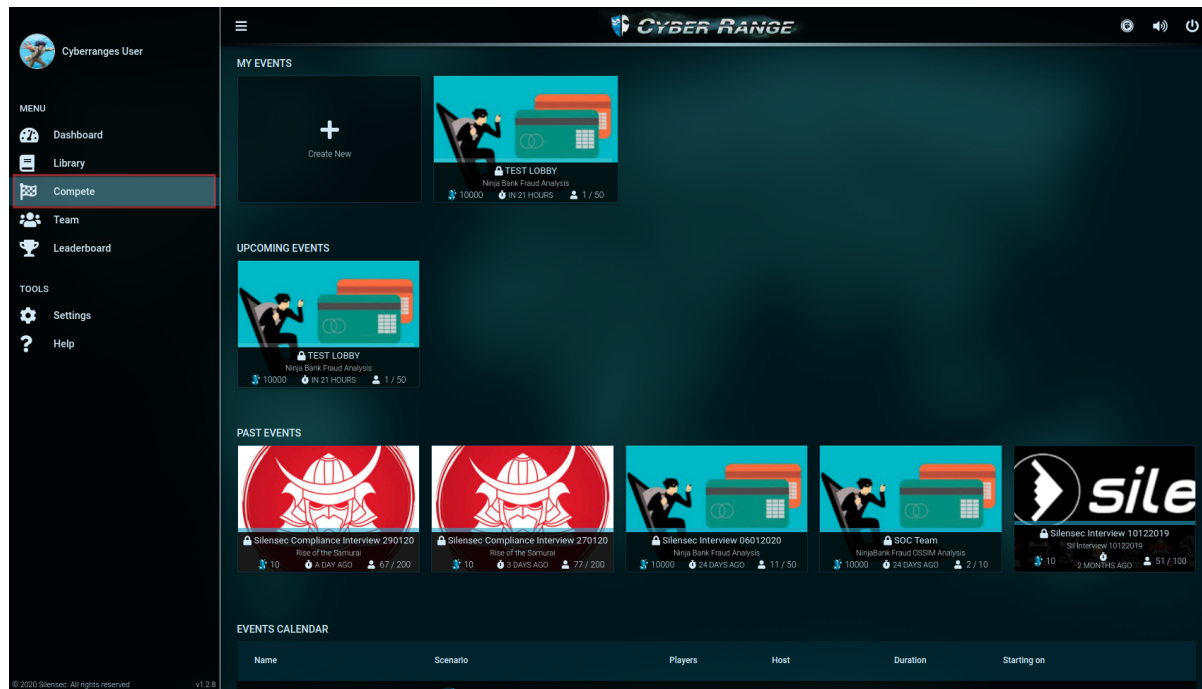 Cyberranges User
MENU
Dashboard
Library
Compete
Team
Leaderboard
TOOLS
Settings
Help
© 2020 Silensec. All rights reserved v1.2.8
CYBER RANGE
MY EVENTS
Create New
TEST LOBBY
Ninja Bank Fraud Analysis
10000 IN 21 HOURS 1 / 50
UPCOMING EVENTS
TEST LOBBY
Ninja Bank Fraud Analysis
10000 IN 21 HOURS 1 / 50
PAST EVENTS
Silensec Compliance Interview 290120
Rise of the Samurai
10 A DAY AGO 67 / 200
Silensec Compliance Interview 270120
Rise of the Samurai
10 3 DAYS AGO 77 / 200
Silensec Interview 06012020
Ninja Bank Fraud Analysis
10000 24 DAYS AGO 11 / 50
SOC Team
NinjaBank Fraud OSSIM Analysis
10000 24 DAYS AGO 2 / 10
sile
Silensec Interview 10122019
Sil Interview 10122019
10 2 MONTHS AGO 51 / 100
EVENTS CALENDAR
Name Scenario Players Host Duration Starting on